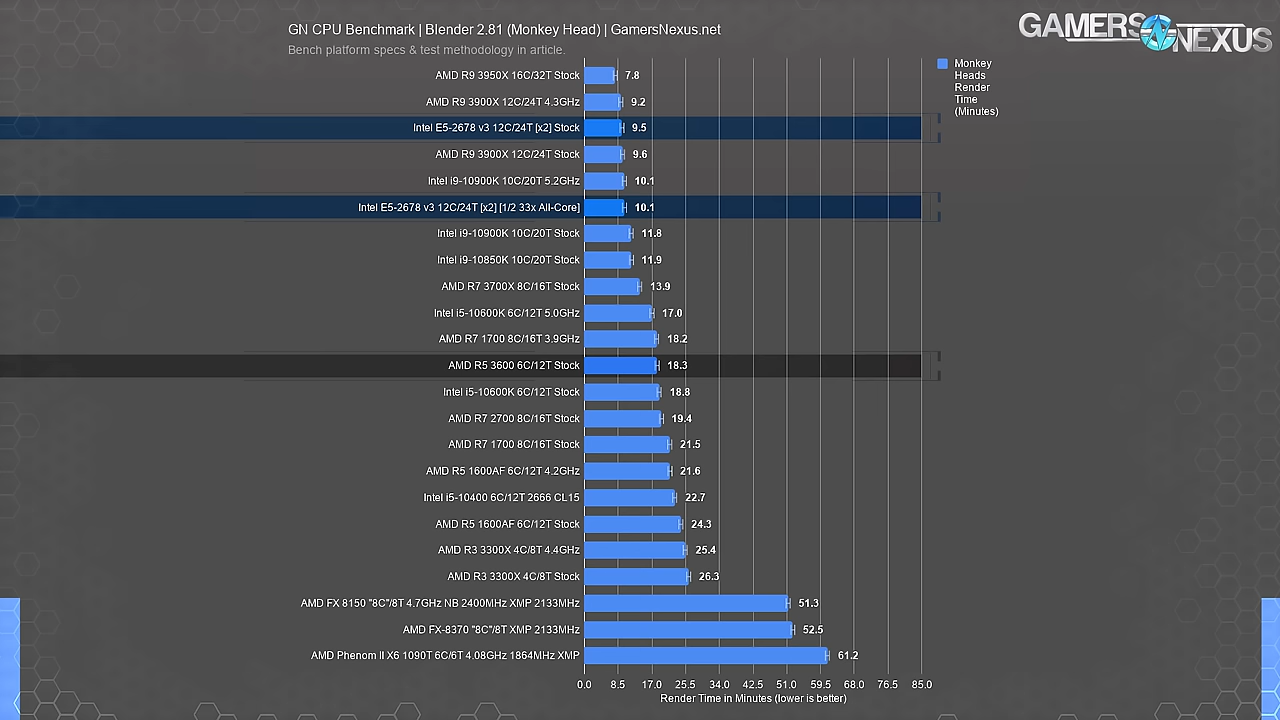 GN CPU Benchmark | Blender 2.81 (Monkey Head) | GamersNexus.net
Bench platform specs & test methodology in article.
GAMERS NEXUS
Monkey
Heads
Render
Time
(Minutes)
AMD R9 3950X 16C/32T Stock 7.8
AMD R9 3900X 12C/24T 4.3GHz 9.2
Intel E5-2678 v3 12C/24T [x2] Stock 9.5
AMD R9 3900X 12C/24T Stock 9.6
Intel i9-10900K 10C/20T 5.2GHz 10.1
Intel E5-2678 v3 12C/24T [x2] [1/2 33x All-Core] 10.1
Intel i9-10900K 10C/20T Stock 11.8
Intel i9-10850K 10C/20T Stock 11.9
AMD R7 3700X 8C/16T Stock 13.9
Intel i5-10600K 6C/12T 5.0GHz 17.0
AMD R7 1700 8C/16T 3.9GHz 18.2
AMD R5 3600 6C/12T Stock 18.3
Intel i5-10600K 6C/12T Stock 18.8
AMD R7 2700 8C/16T Stock 19.4
AMD R7 1700 8C/16T Stock 21.5
AMD R5 1600AF 6C/12T 4.2GHz 21.6
Intel i5-10400 6C/12T 2666 CL15 22.7
AMD R5 1600AF 6C/12T Stock 24.3
AMD R3 3300X 4C/8T 4.4GHz 25.4
AMD R3 3300X 4C/8T Stock 26.3
AMD FX 8150 "8C"/8T 4.7GHz NB 2400MHz XMP 2133MHz 51.3
AMD FX-8370 "8C"/8T XMP 2133MHz 52.5
AMD Phenom II X6 1090T 6C/6T 4.08GHz 1864MHz XMP 61.2
0.0 8.5 17.0 25.5 34.0 42.5 51.0 59.5 68.0 76.5 85.0
Render Time in Minutes (lower is better)